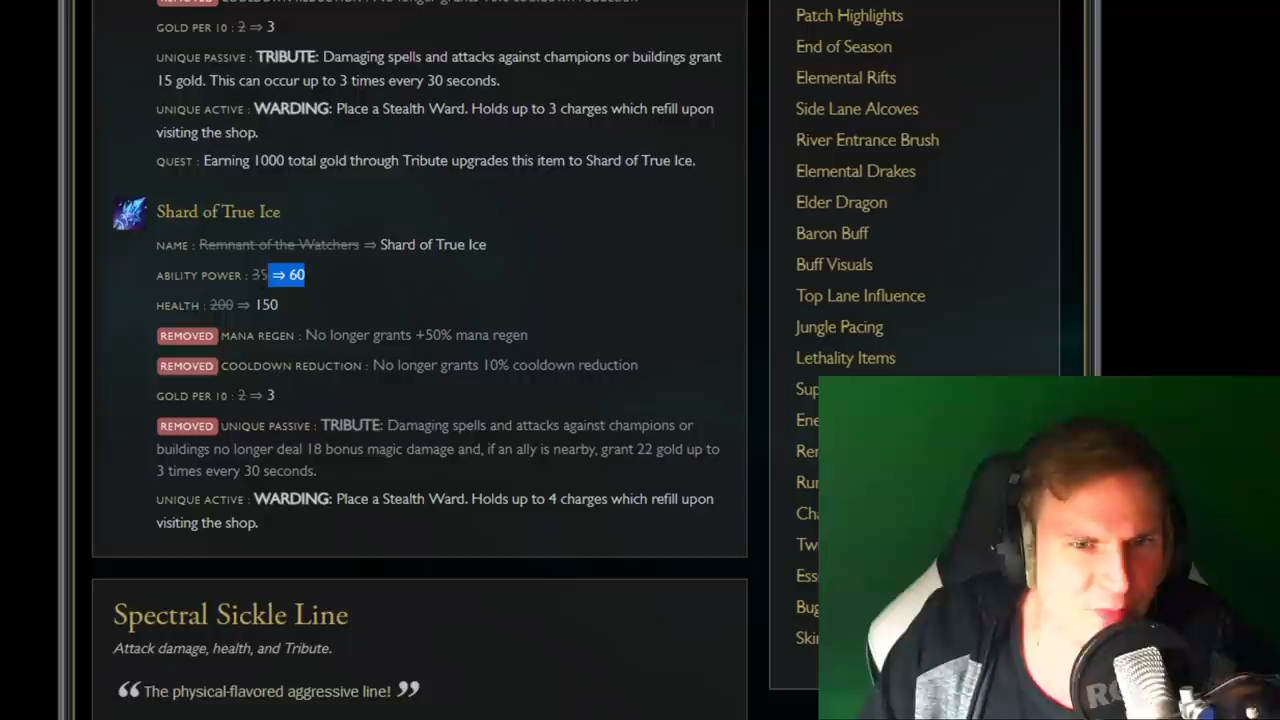 GOLD PER 10 : 2 ⇒ 3
UNIQUE PASSIVE : TRIBUTE: Damaging spells and attacks against champions or buildings grant
15 gold. This can occur up to 3 times every 30 seconds.
UNIQUE ACTIVE : WARDING: Place a Stealth Ward. Holds up to 3 charges which refill upon
visiting the shop.
QUEST : Earning 1000 total gold through Tribute upgrades this item to Shard of True Ice.
Shard of True Ice
NAME : Remnant of the Watchers ⇒ Shard of True Ice
ABILITY POWER : 35 ⇒ 60
HEALTH : 200 ⇒ 150
REMOVED MANA REGEN : No longer grants +50% mana regen
REMOVED COOLDOWN REDUCTION : No longer grants 10% cooldown reduction
GOLD PER 10 : 2 ⇒ 3
REMOVED UNIQUE PASSIVE : TRIBUTE: Damaging spells and attacks against champions or
buildings no longer deal 18 bonus magic damage and, if an ally is nearby, grant 22 gold up to
3 times every 30 seconds.
UNIQUE ACTIVE : WARDING: Place a Stealth Ward. Holds up to 4 charges which refill upon
visiting the shop.
Spectral Sickle Line
Attack damage, health, and Tribute.
“ The physical-flavored aggressive line! ”
Patch Highlights
End of Season
Elemental Rifts
Side Lane Alcoves
River Entrance Brush
Elemental Drakes
Elder Dragon
Baron Buff
Buff Visuals
Top Lane Influence
Jungle Pacing
Lethality Items
Sup
Ene
Rer
Ru
Cha
Tw
Ess
Bug
Skin